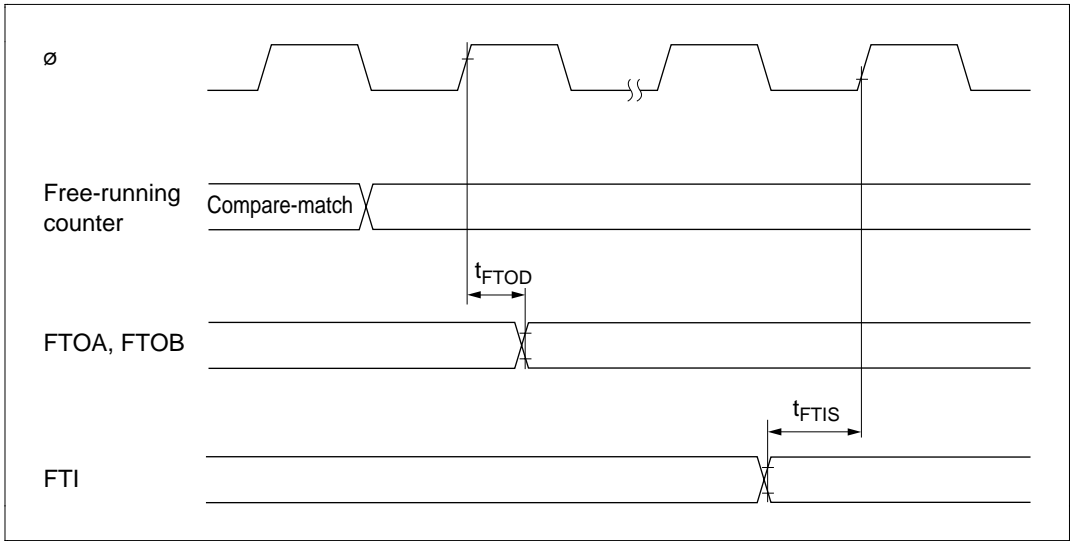 ø
Free-running
counter
Compare-match
tFTOD
FTOA, FTOB
tFTIS
FTI